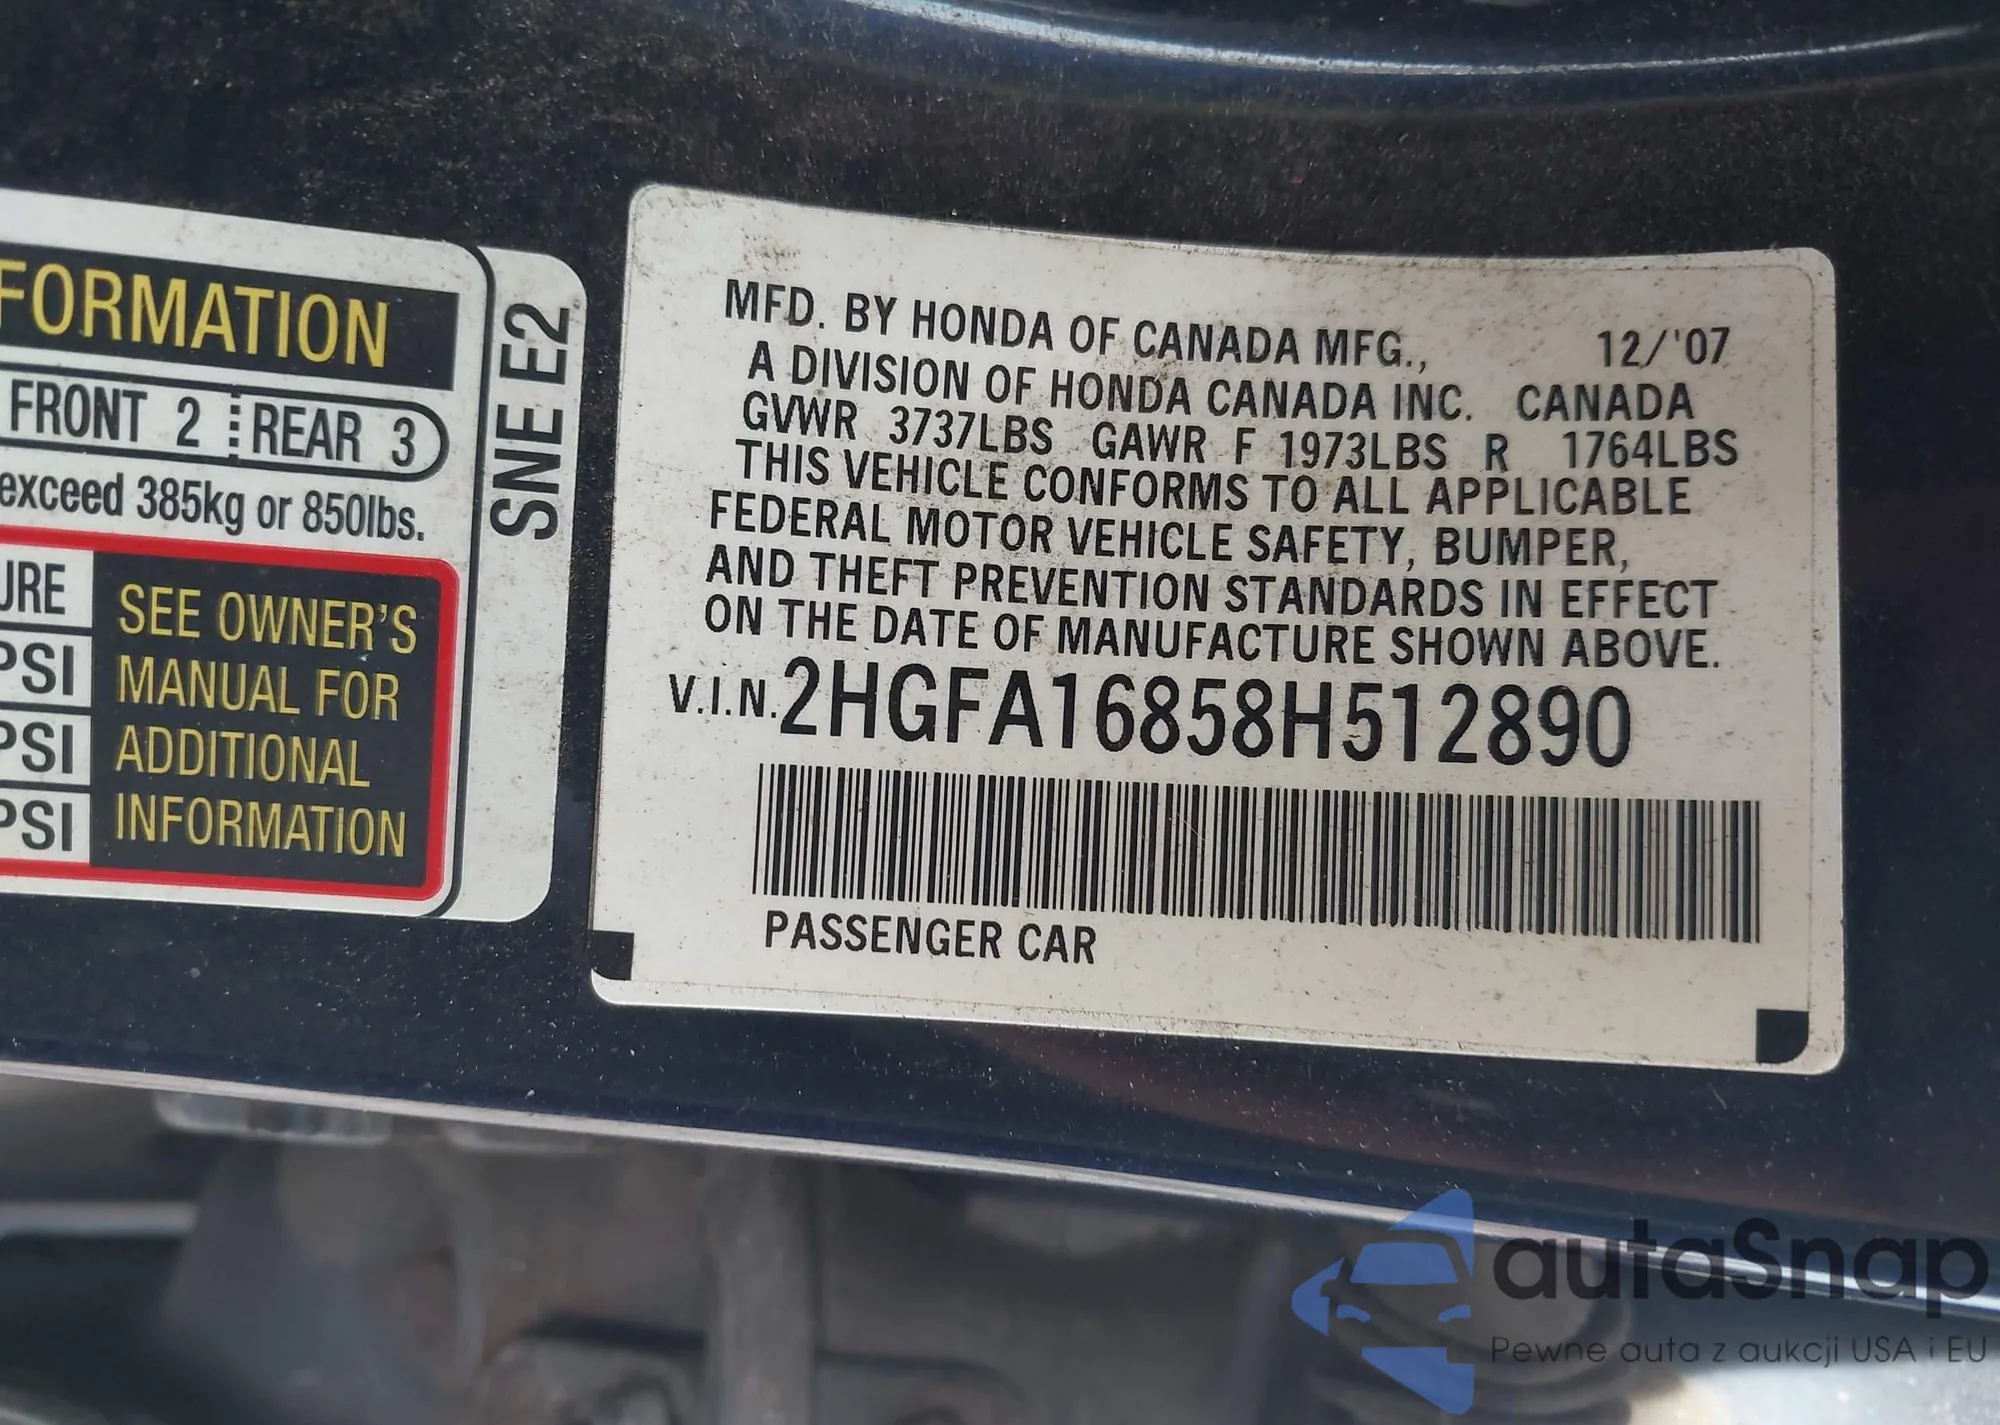 FORMATION
FRONT 2 REAR 3
exceed 385kg or 850lbs.
URE
PSI
PSI
PSI
SEE OWNER'S
MANUAL FOR
ADDITIONAL
INFORMATION
SNE E2
MFD. BY HONDA OF CANADA MFG., 12/'07
A DIVISION OF HONDA CANADA INC. CANADA
GVWR 3737LBS GAWR F 1973LBS R 1764LBS
THIS VEHICLE CONFORMS TO ALL APPLICABLE
FEDERAL MOTOR VEHICLE SAFETY, BUMPER,
AND THEFT PREVENTION STANDARDS IN EFFECT
ON THE DATE OF MANUFACTURE SHOWN ABOVE.
V.I.N. 2HGFA16858H512890
PASSENGER CAR
autaSnap
Pewne auta z aukcji USA i EU